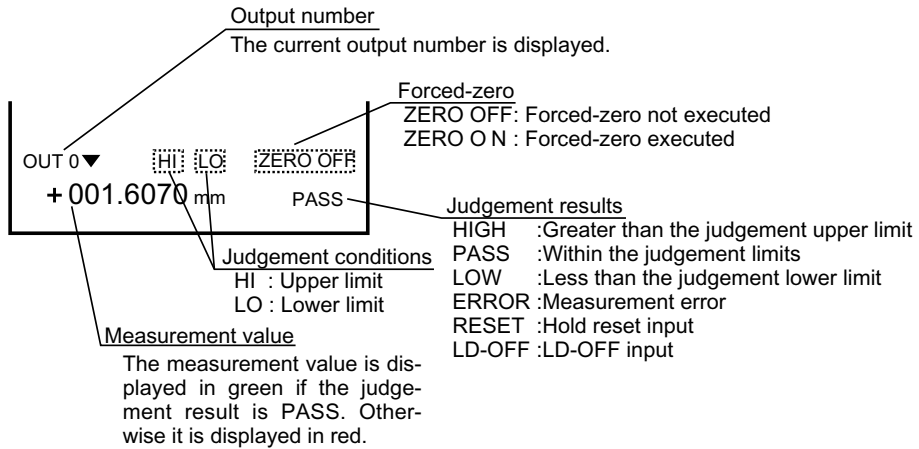 Output number
The current output number is displayed.
Forced-zero
ZERO OFF: Forced-zero not executed
ZERO O N : Forced-zero executed
OUT 0▼ HI LO ZERO OFF
+ 001.6070 mm PASS
Judgement results
HIGH :Greater than the judgement upper limit
PASS :Within the judgement limits
LOW :Less than the judgement lower limit
ERROR :Measurement error
RESET :Hold reset input
LD-OFF :LD-OFF input
Judgement conditions
HI : Upper limit
LO : Lower limit
Measurement value
The measurement value is dis-
played in green if the judge-
ment result is PASS. Other-
wise it is displayed in red.